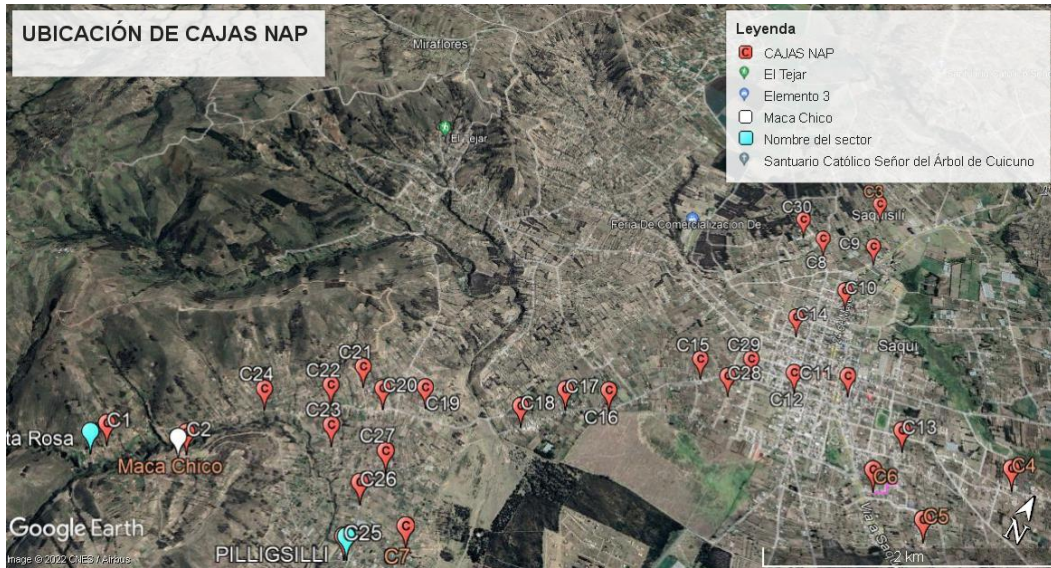 UBICACIÓN DE CAJAS NAP
Leyenda
CAJAS NAP
El Tejar
Elemento 3
Maca Chico
Nombre del sector
Santuario Católico Señor del Árbol de Cuicuno
Miraflores
El Tejar
C3
Saquisilí
C30
Feria De Comercialización De
C8
C9
C10
C14
Saqui
C15
C29
C28
C11
C12
C21
C22
C24
C20
C19
C17
C16
C18
C23
C1
C2
ta Rosa
Maca Chico
C13
C27
C26
C6
C4
C5
C25
C7
PILLIGSILLI
Google Earth
Image © 2022 CNES / Airbus
2 km
N